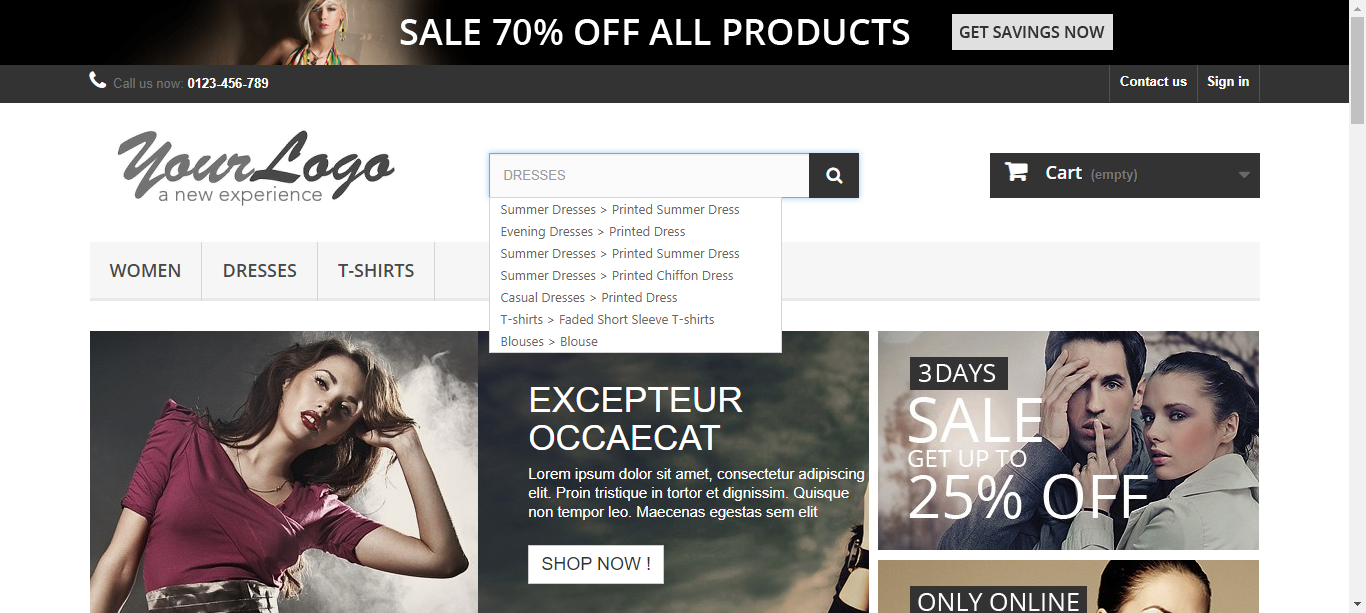 SALE 70% OFF ALL PRODUCTS
GET SAVINGS NOW
Call us now: 0123-456-789
Contact us
Sign in
YourLogo
a new experience
DRESSES
Cart (empty)
Summer Dresses > Printed Summer Dress
Evening Dresses > Printed Dress
Summer Dresses > Printed Summer Dress
Summer Dresses > Printed Chiffon Dress
Casual Dresses > Printed Dress
T-shirts > Faded Short Sleeve T-shirts
Blouses > Blouse
WOMEN
DRESSES
T-SHIRTS
EXCEPTEUR
OCCAECAT
Lorem ipsum dolor sit amet, consectetur adipiscing
elit. Proin tristique in tortor et dignissim. Quisque
non tempor leo. Maecenas egestas sem elit
SHOP NOW !
3 DAYS
SALE
GET UP TO
25% OFF
ONLY ONLINE